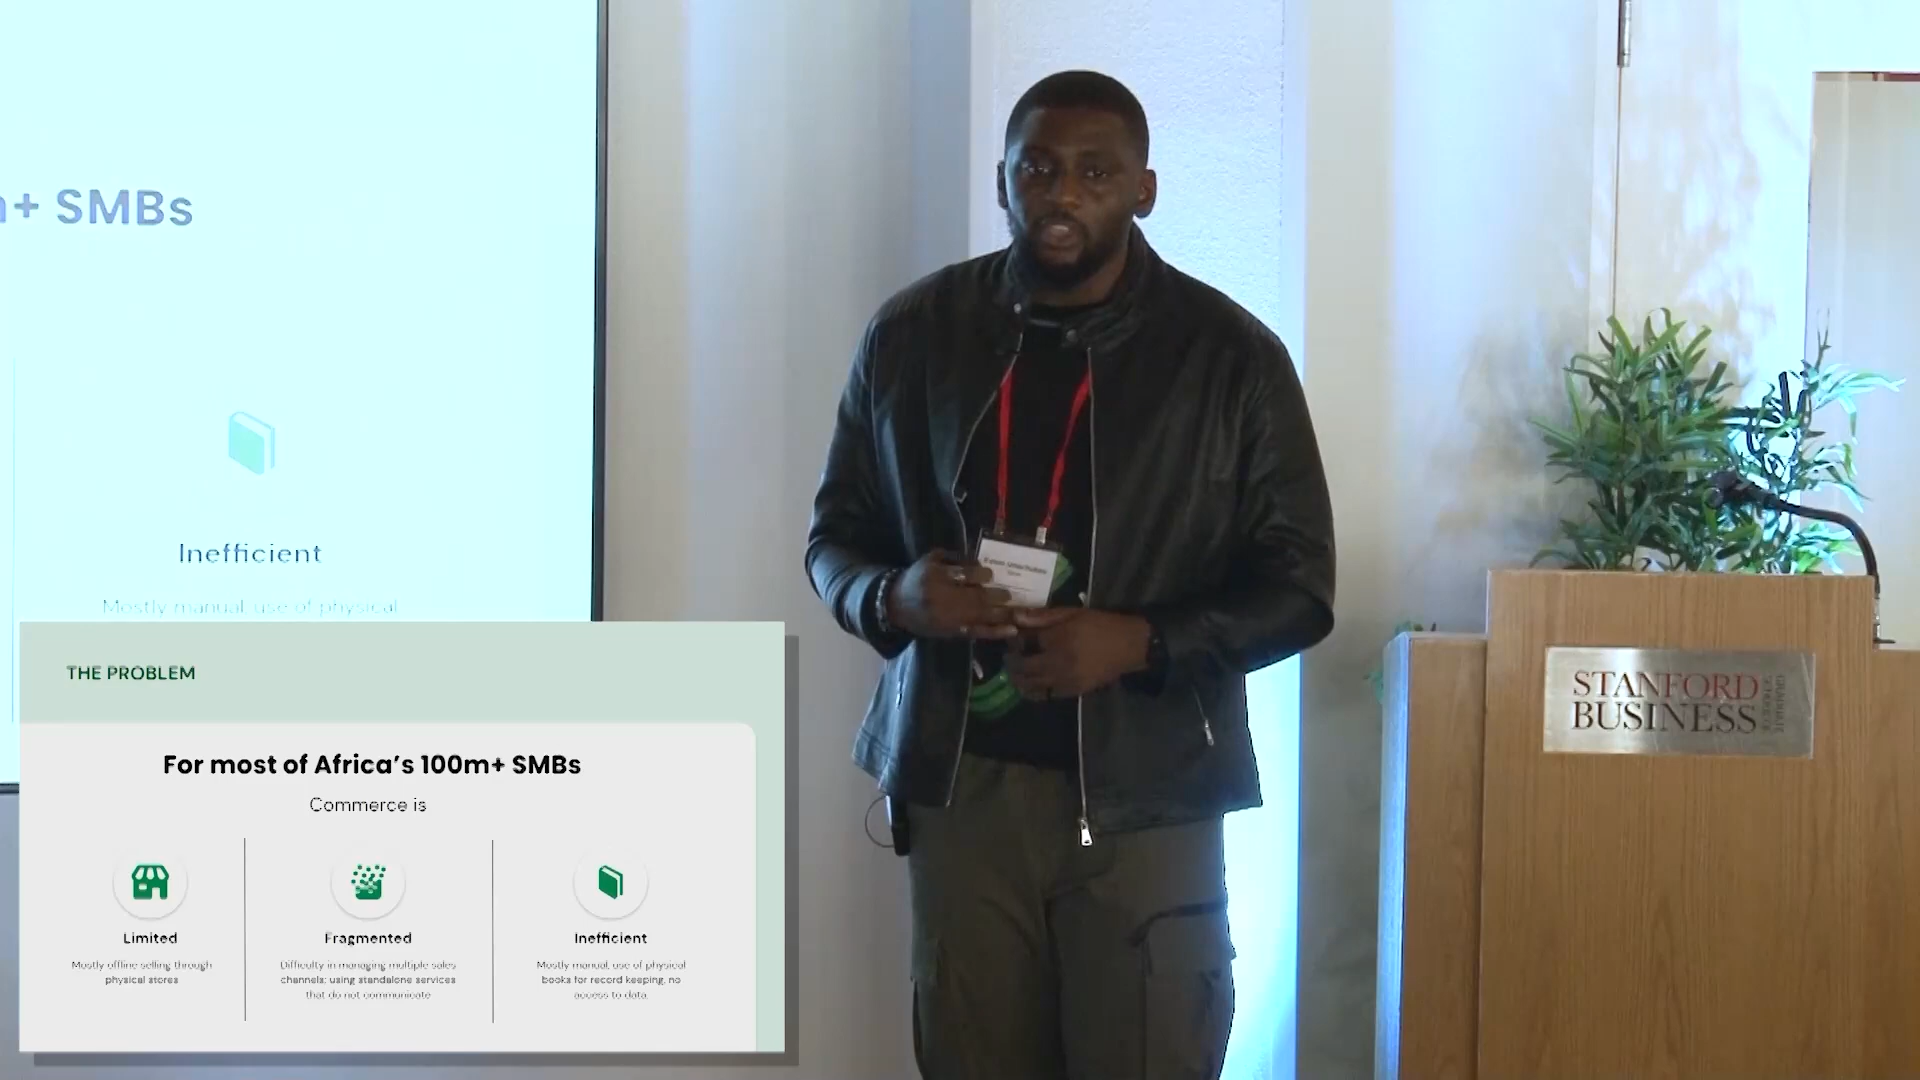 n+ SMBs
Inefficient
Mostly manual, use of physical
THE PROBLEM
For most of Africa's 100m+ SMBs
Commerce is
Limited
Mostly offline selling through
physical stores
Fragmented
Difficulty in managing multiple sales
channels; using standalone services
that do not communicate
Inefficient
Mostly manual, use of physical
books for record keeping, no
access to data.
STANFORD
BUSINESS